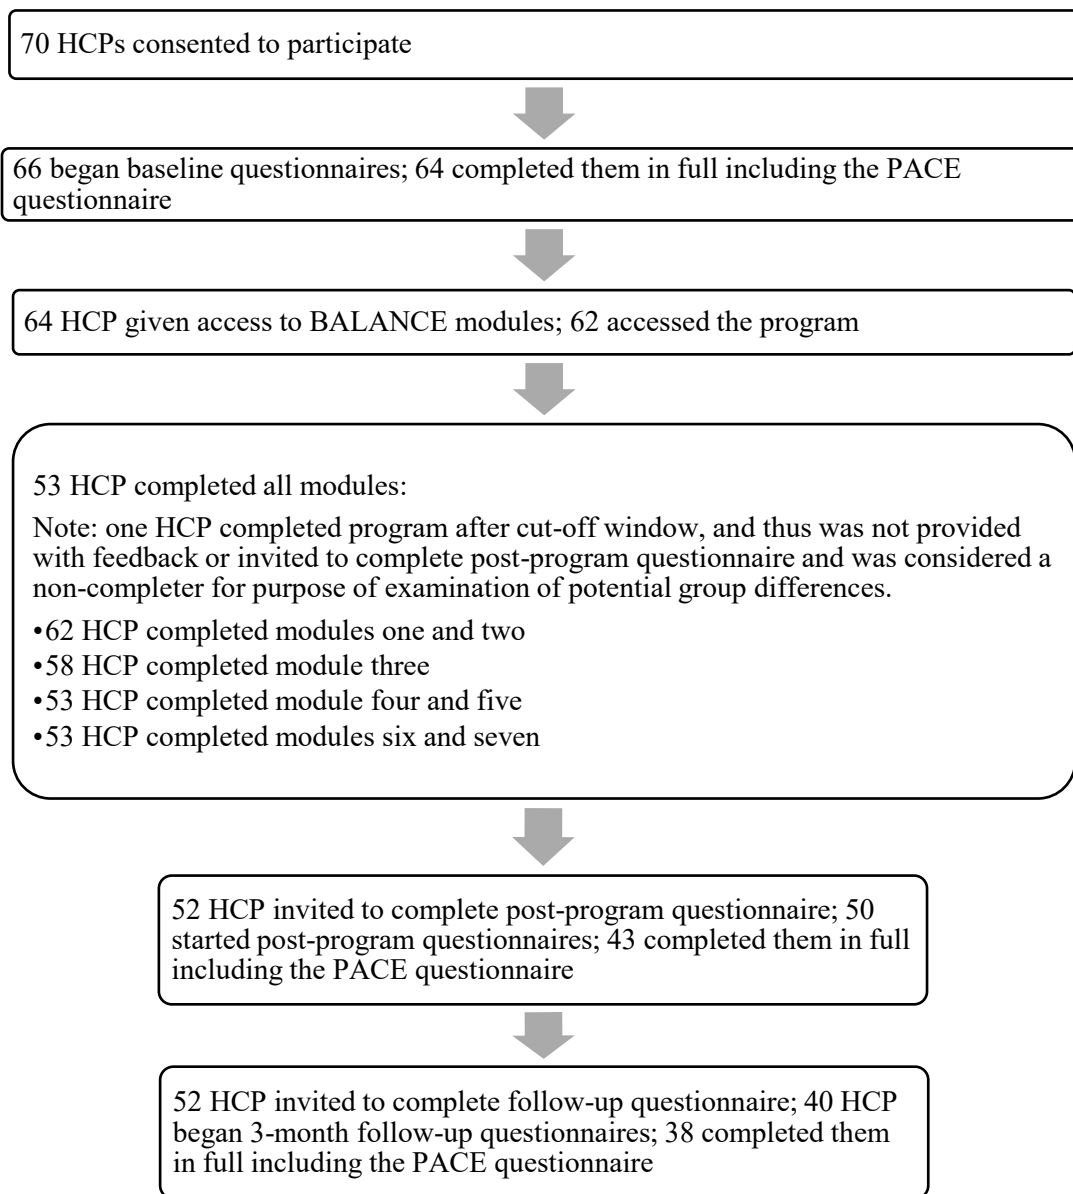 70 HCPs consented to participate
66 began baseline questionnaires; 64 completed them in full including the PACE
questionnaire
64 HCP given access to BALANCE modules; 62 accessed the program
53 HCP completed all modules:
Note: one HCP completed program after cut-off window, and thus was not provided
with feedback or invited to complete post-program questionnaire and was considered a
non-completer for purpose of examination of potential group differences.
•62 HCP completed modules one and two
•58 HCP completed module three
•53 HCP completed module four and five
•53 HCP completed modules six and seven
52 HCP invited to complete post-program questionnaire; 50
started post-program questionnaires; 43 completed them in full
including the PACE questionnaire
52 HCP invited to complete follow-up questionnaire; 40 HCP
began 3-month follow-up questionnaires; 38 completed them
in full including the PACE questionnaire